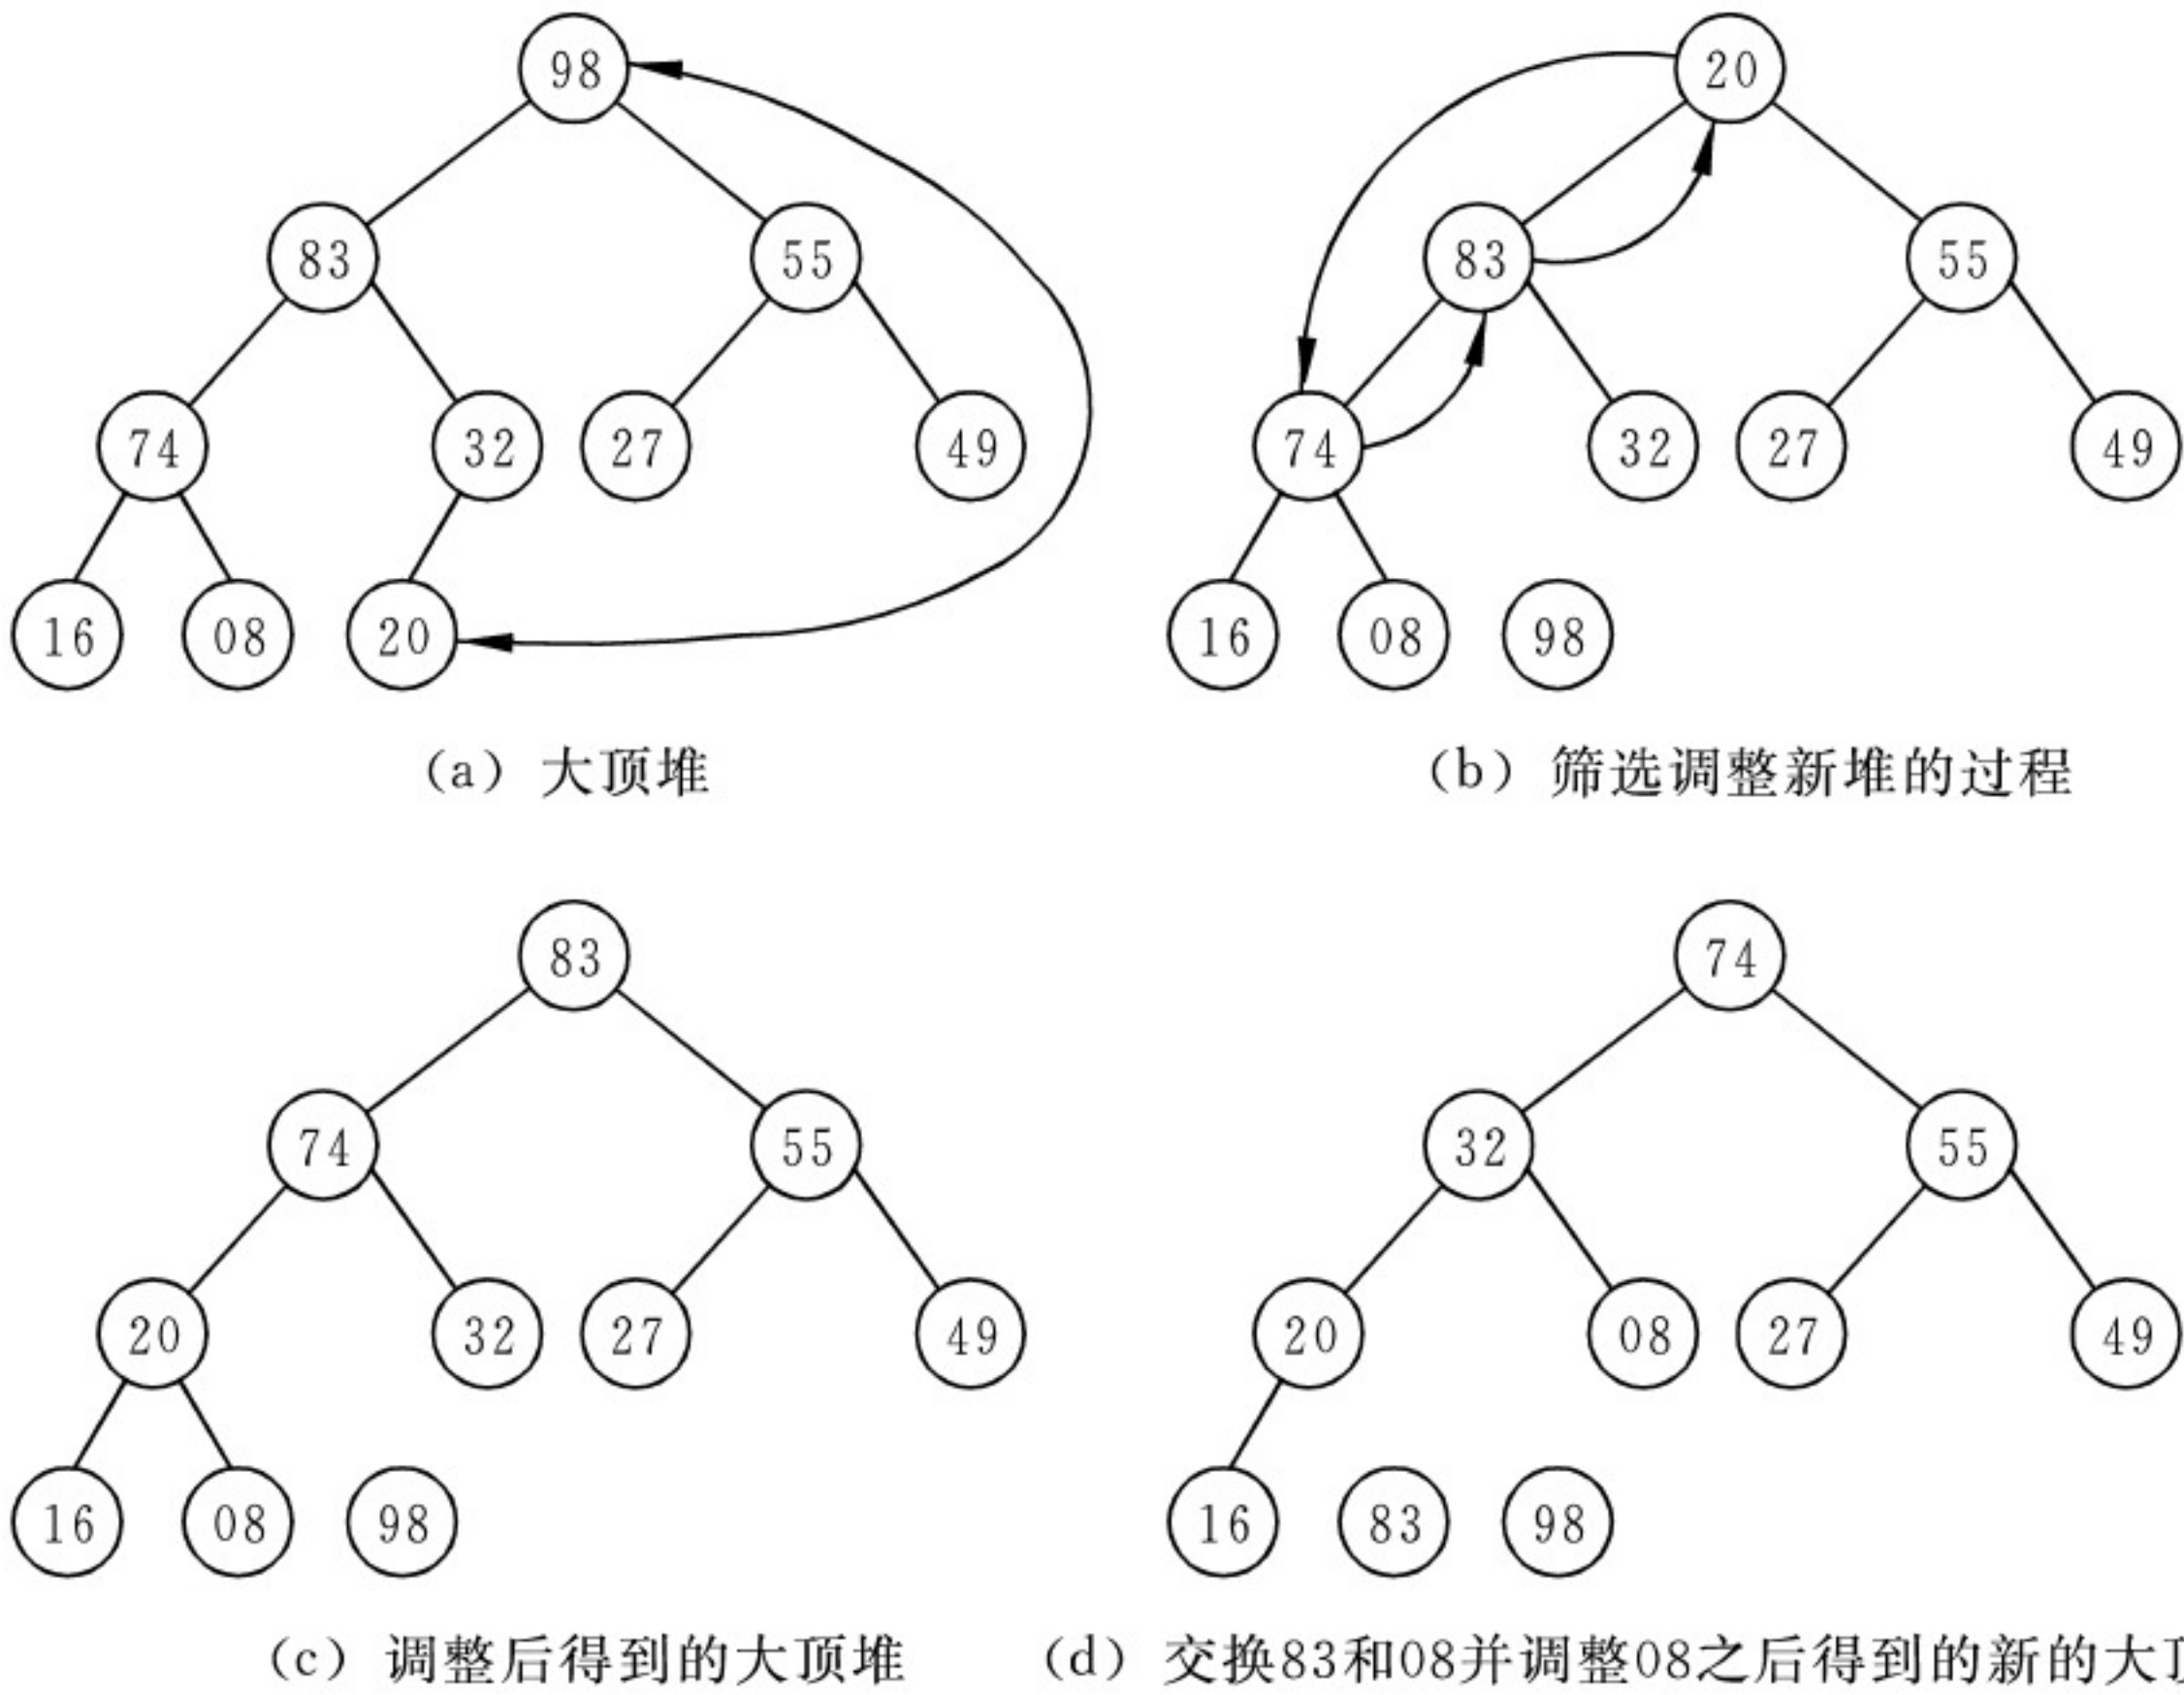 98
83 55
74 32 27 49
16 08 20
(a) 大顶堆
20
83 55
74 32 27 49
16 08 98
(b) 筛选调整新堆的过程
83
74 55
20 32 27 49
16 08 98
(c) 调整后得到的大顶堆
74
32 55
20 08 27 49
16 83 98
(d) 交换83和08并调整08之后得到的新的大